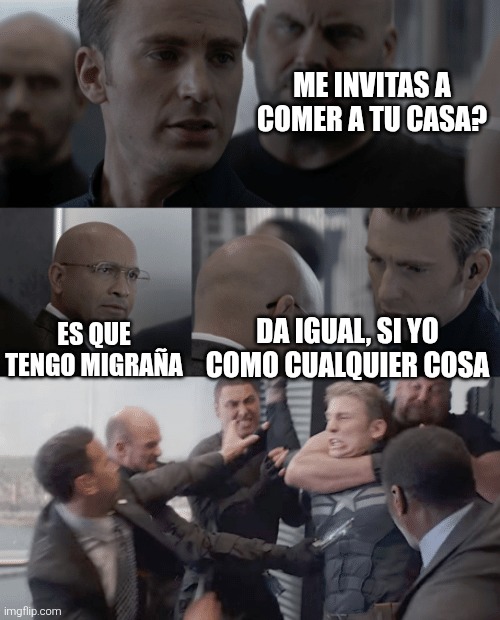 ME INVITAS A
COMER A TU CASA?
ES QUE
TENGO MIGRAÑA
DA IGUAL, SI YO
COMO CUALQUIER COSA
imgflip.com